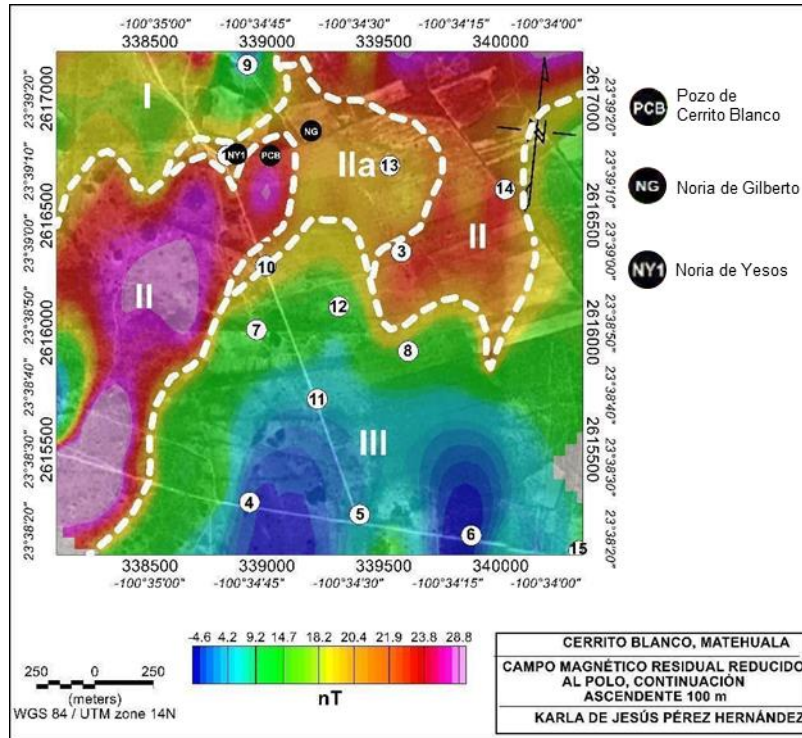 -100°35'00" -100°34'45" -100°34'30" -100°34'15" -100°34'00"
338500 339000 339500 340000
23°39'20" 2617000
23°39'10"
2616500
23°39'00"
23°38'50" 2616000
23°38'40"
23°38'30" 2615500
23°38'20"
I
9
NG
NY1
PCB
IIa
13
14
3
II
II
10
12
7
8
11
III
4
5
6
15
2617000 23°39'20"
23°39'10"
2616500
23°39'00"
2616000 23°38'50"
23°38'40"
2615500 23°38'30"
23°38'20"
338500 339000 339500 340000
-100°35'00" -100°34'45" -100°34'30" -100°34'15" -100°34'00"
PCB Pozo de
Cerrito Blanco
NG Noria de Gilberto
NY1 Noria de Yesos
250 0 250
(meters)
WGS 84 / UTM zone 14N
-4.6 4.2 9.2 14.7 18.2 20.4 21.9 23.8 28.8
nT
CERRITO BLANCO, MATEHUALA
CAMPO MAGNÉTICO RESIDUAL REDUCIDO
AL POLO, CONTINUACIÓN
ASCENDENTE 100 m
KARLA DE JESÚS PÉREZ HERNÁNDEZ